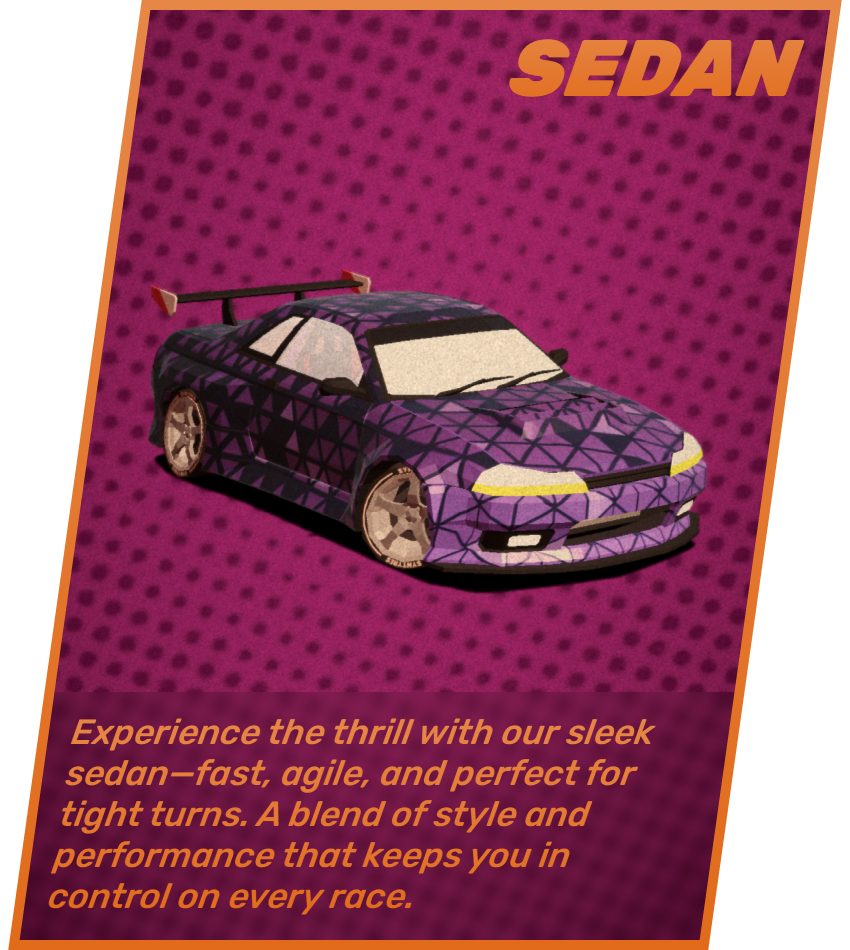 SEDAN
Experience the thrill with our sleek
sedan—fast, agile, and perfect for
tight turns. A blend of style and
performance that keeps you in
control on every race.